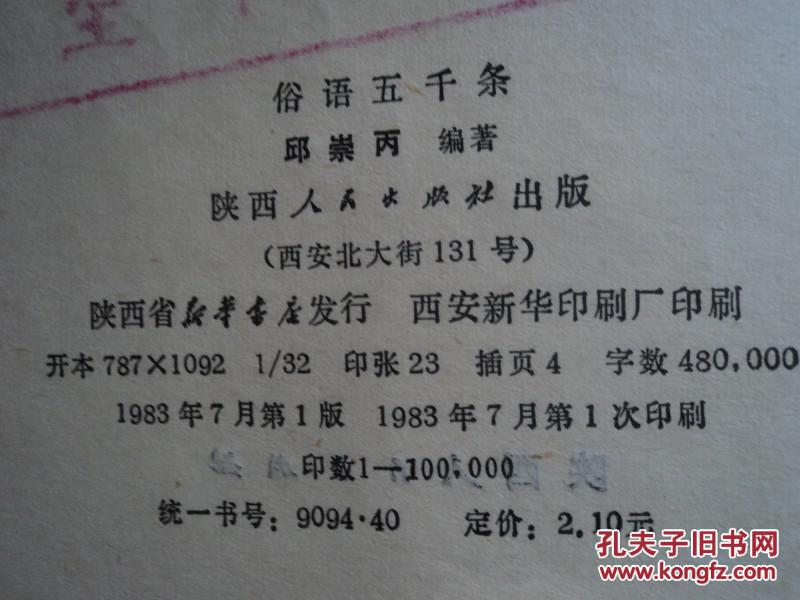 俗语五千条
邱崇丙 编著
陕西人民出版社出版
(西安北大街131号)
陕西省新华书店发行 西安新华印刷厂印刷
开本787×1092 1/32 印张23 插页4 字数480,000
1983年7月第1版 1983年7月第1次印刷
印数1—100,000
统一书号: 9094·40 定价: 2.10元
孔夫子旧书网
www.kongfz.com